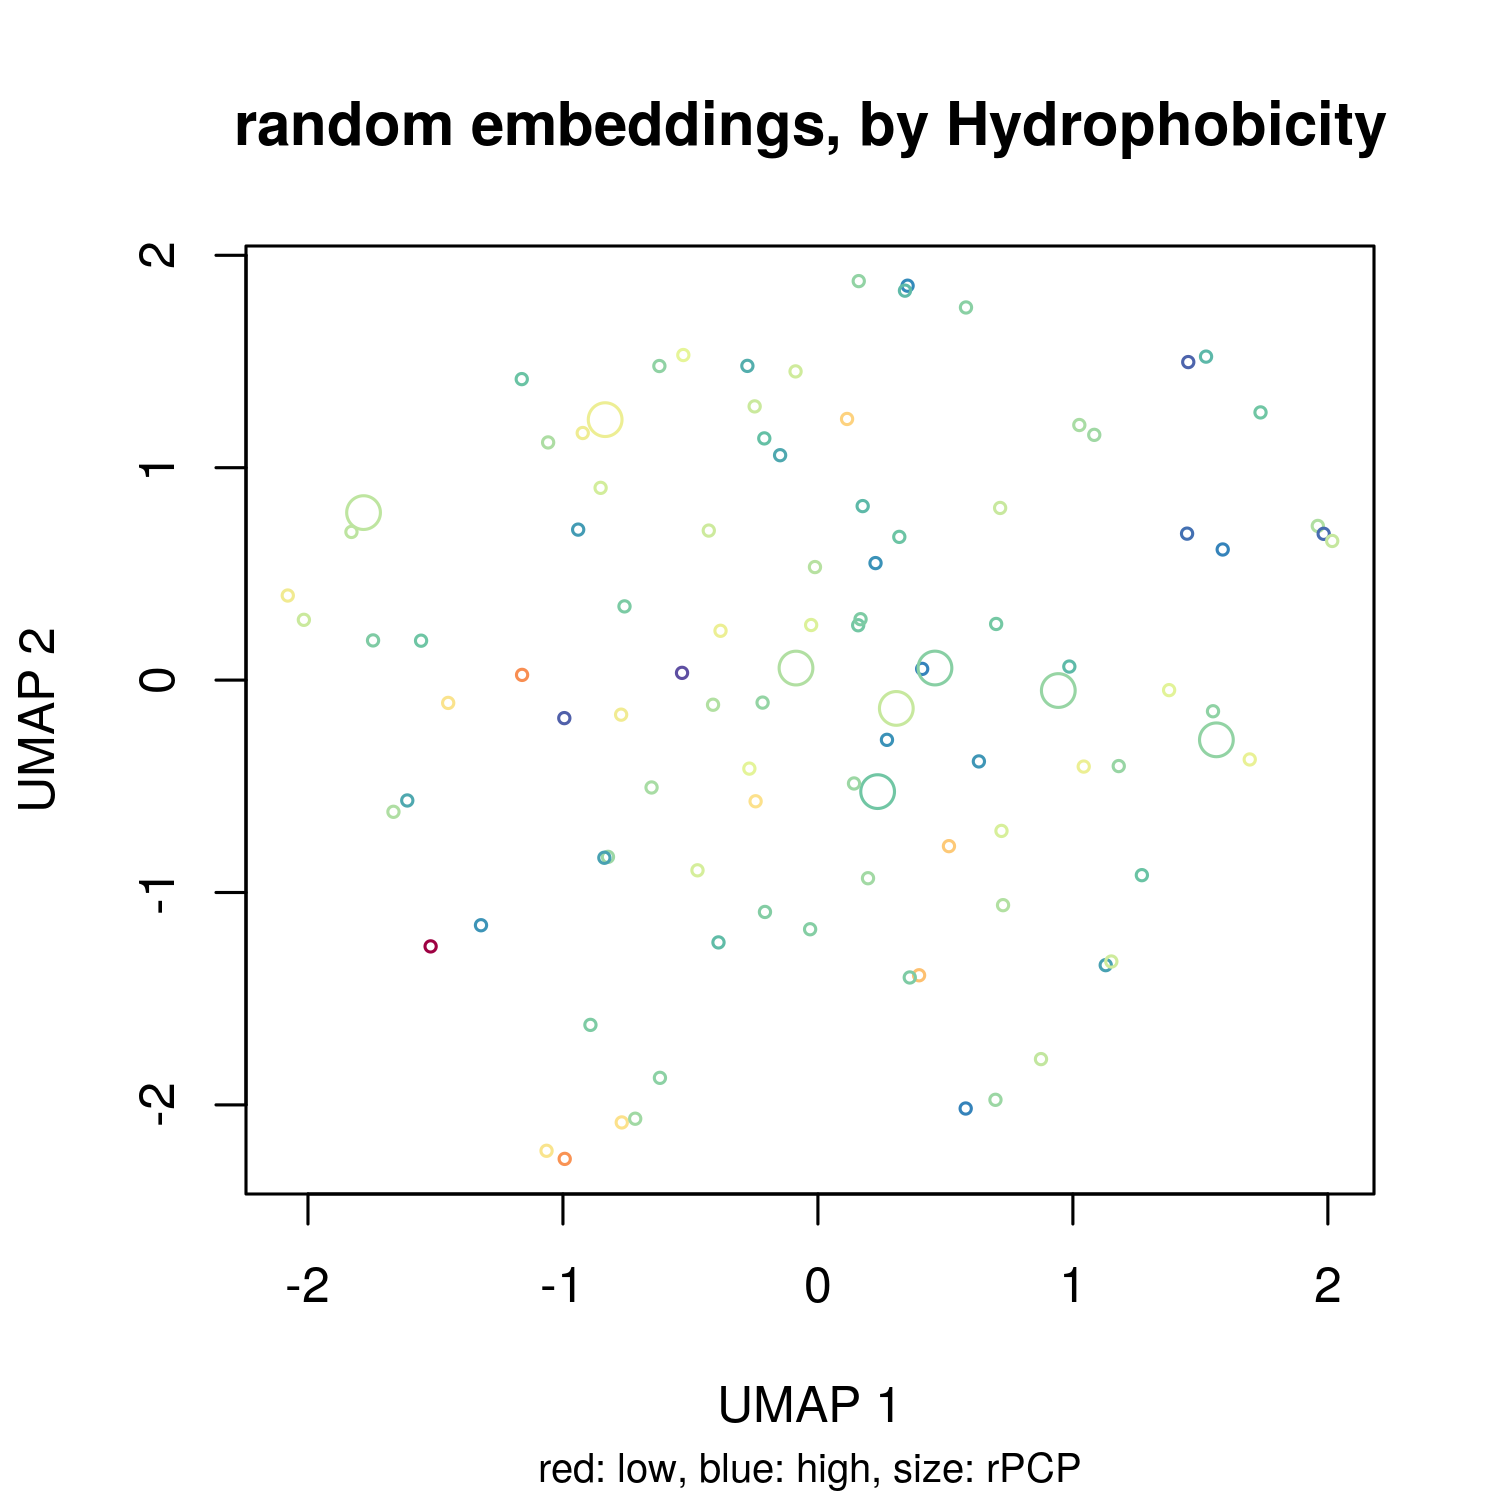 random embeddings, by Hydrophobicity
2
1
0
-1
-2
UMAP 2
-2
-1
0
1
2
UMAP 1
red: low, blue: high, size: rPCP